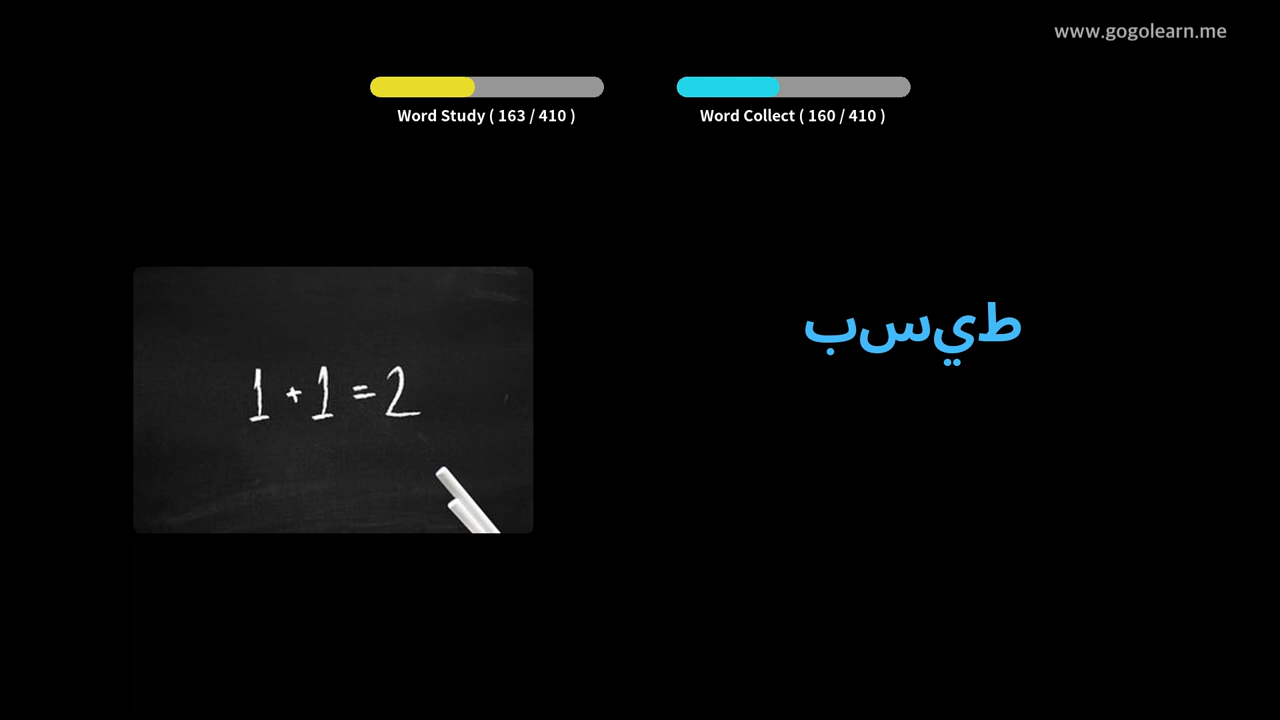 www.gogolearn.me
Word Study ( 163 / 410 )
Word Collect ( 160 / 410 )
1 + 1 = 2
طيسب